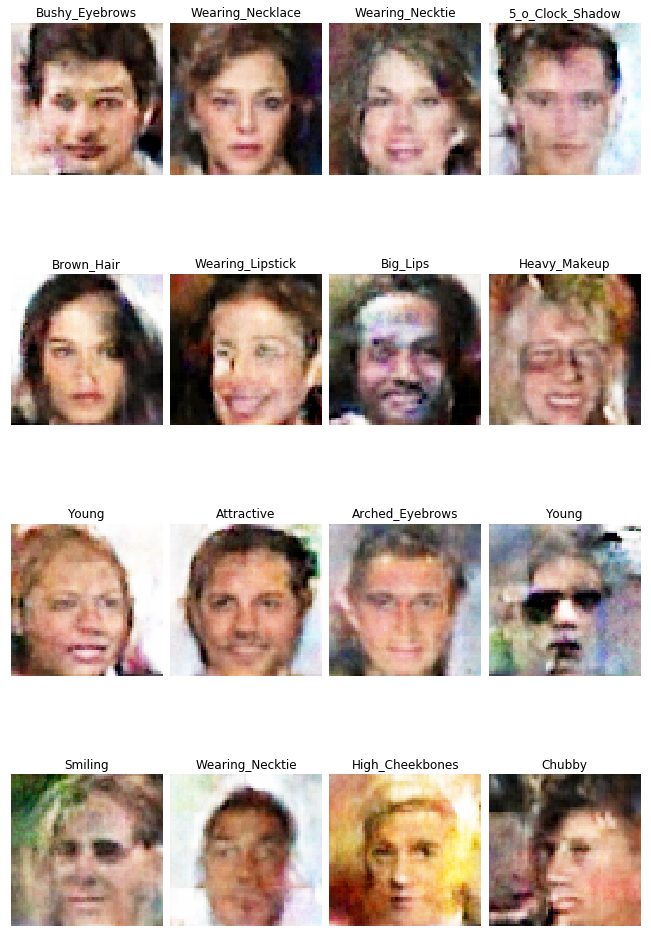 Bushy_Eyebrows Wearing_Necklace Wearing_Necktie 5_o_Clock_Shadow
Brown_Hair Wearing_Lipstick Big_Lips Heavy_Makeup
Young Attractive Arched_Eyebrows Young
Smiling Wearing_Necktie High_Cheekbones Chubby